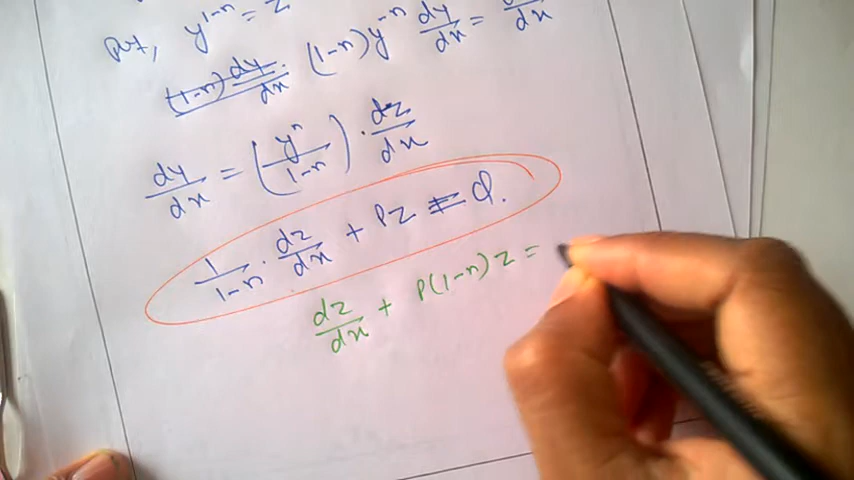 Put, y^{1-n} = z
(1-n) dy/dx (1-n) y^{-n} dy/dx = /dx
dy/dx = (y^n/1-n) · dz/dx
1/1-n · dz/dx + Pz = Q.
dz/dx + P(1-n) z =